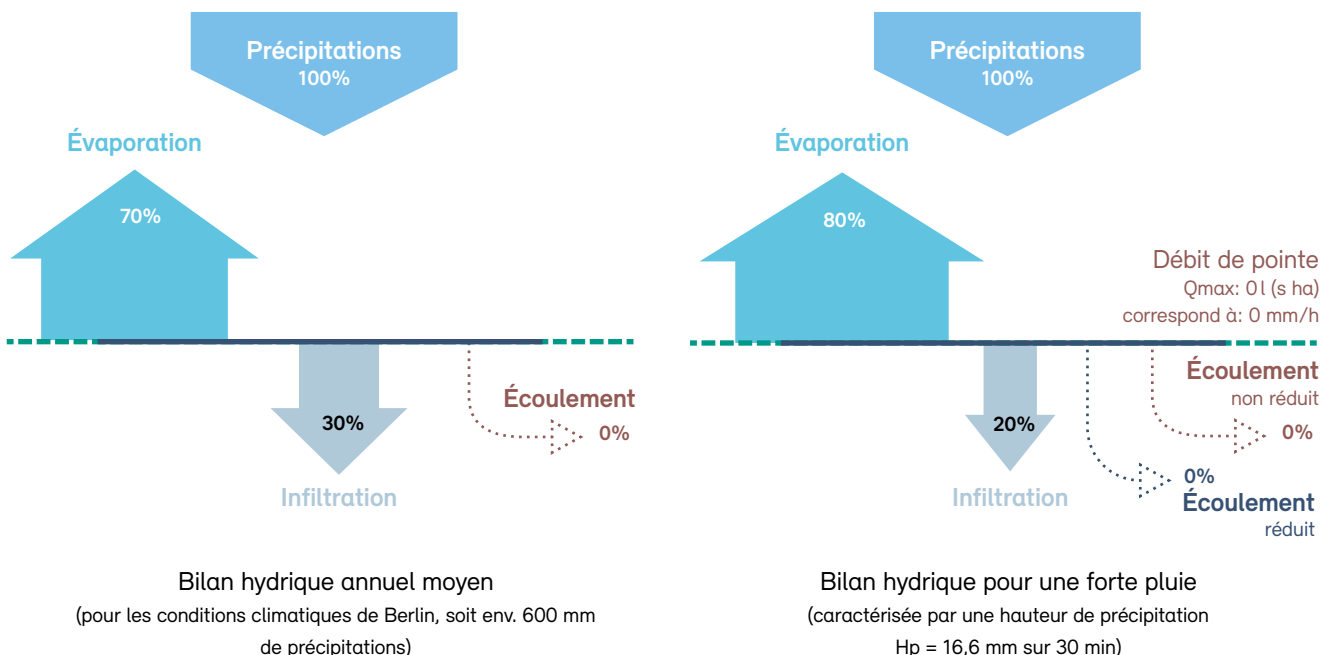 Précipitations
100%
Évaporation
70%
30%
Écoulement
0%
Infiltration
Bilan hydrique annuel moyen
(pour les conditions climatiques de Berlin, soit env. 600 mm
de précipitations)
Précipitations
100%
Évaporation
80%
Débit de pointe
Qmax: 0 l (s ha)
correspond à: 0 mm/h
Écoulement
non réduit
20%
0%
0%
Infiltration
Écoulement
réduit
Bilan hydrique pour une forte pluie
(caractérisée par une hauteur de précipitation
Hp = 16,6 mm sur 30 min)